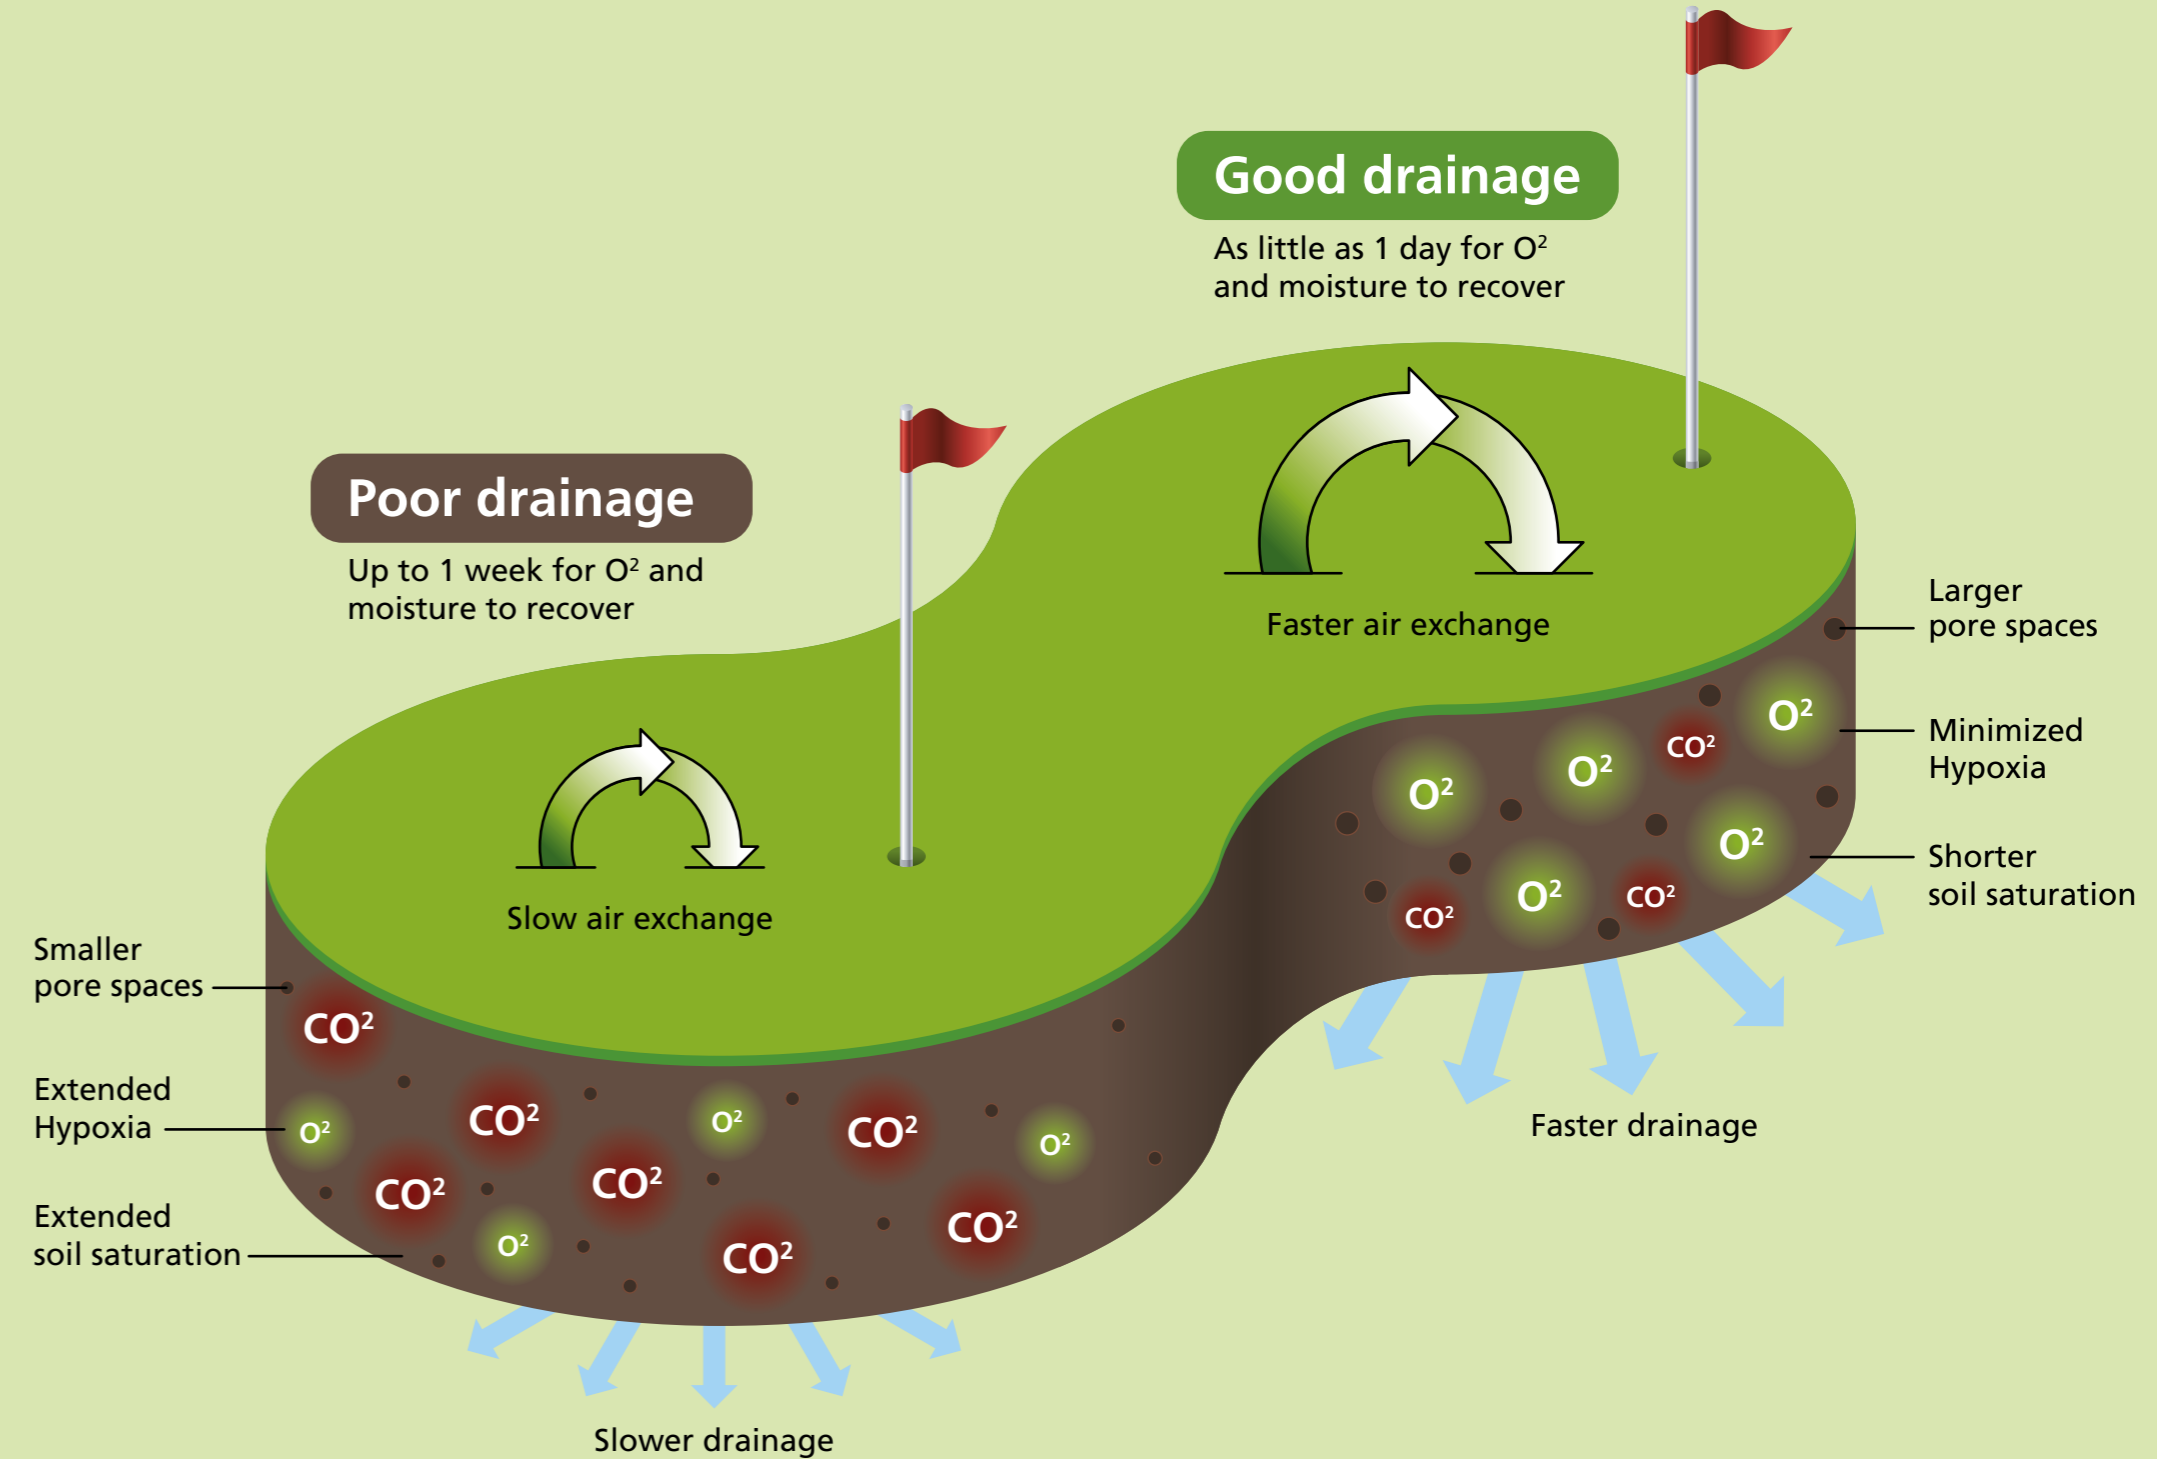 Good drainage
As little as 1 day for O²
and moisture to recover
Poor drainage
Up to 1 week for O² and
moisture to recover
Faster air exchange
Slow air exchange
Larger
pore spaces
Minimized
Hypoxia
Shorter
soil saturation
O²
O²
CO²
O²
O²
O²
CO²
CO²
Faster drainage
Smaller
pore spaces
Extended
Hypoxia
Extended
soil saturation
CO²
O²
CO²
CO²
O²
CO²
O²
CO²
CO²
O²
CO²
Slower drainage